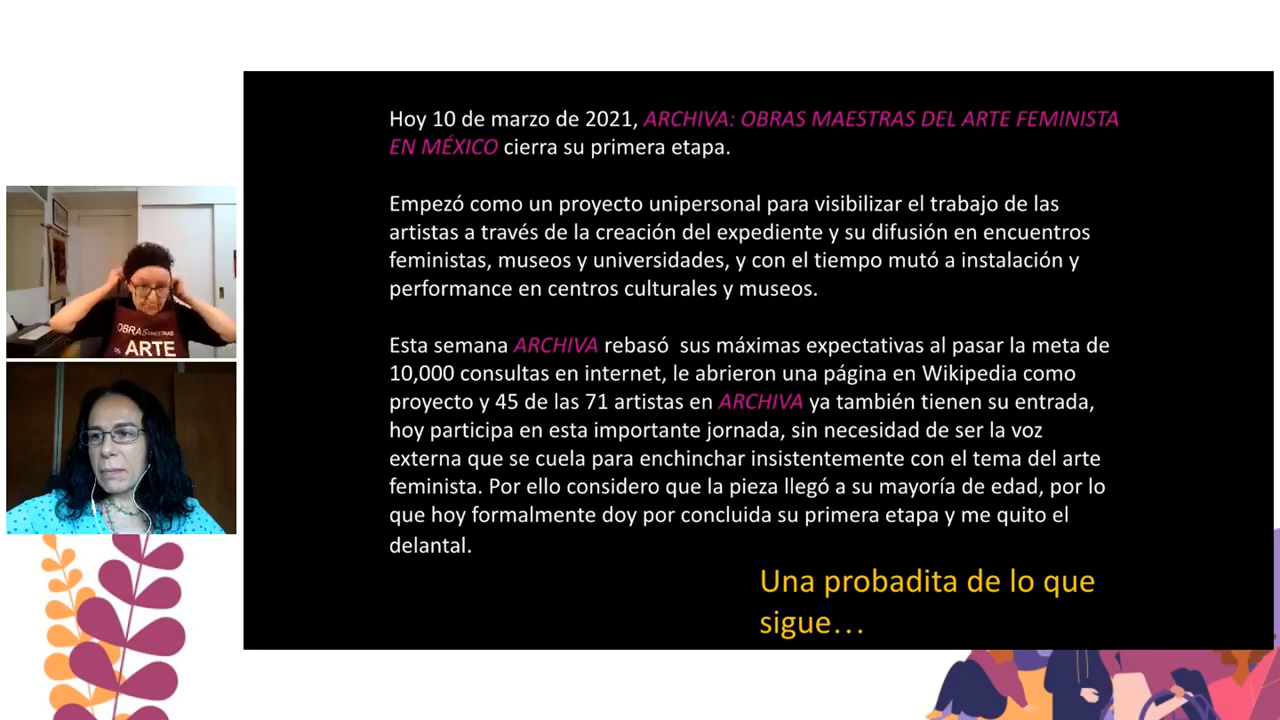 Hoy 10 de marzo de 2021, ARCHIVA: OBRAS MAESTRAS DEL ARTE FEMINISTA
EN MÉXICO cierra su primera etapa.
Empezó como un proyecto unipersonal para visibilizar el trabajo de las
artistas a través de la creación del expediente y su difusión en encuentros
feministas, museos y universidades, y con el tiempo mutó a instalación y
performance en centros culturales y museos.
Esta semana ARCHIVA rebasó  sus máximas expectativas al pasar la meta de
10,000 consultas en internet, le abrieron una página en Wikipedia como
proyecto y 45 de las 71 artistas en ARCHIVA ya también tienen su entrada,
hoy participa en esta importante jornada, sin necesidad de ser la voz
externa que se cuela para enchinchar insistentemente con el tema del arte
feminista. Por ello considero que la pieza llegó a su mayoría de edad, por lo
que hoy formalmente doy por concluida su primera etapa y me quito el
delantal.
Una probadita de lo que
sigue…
OBRAS MAESTRAS
ARTE